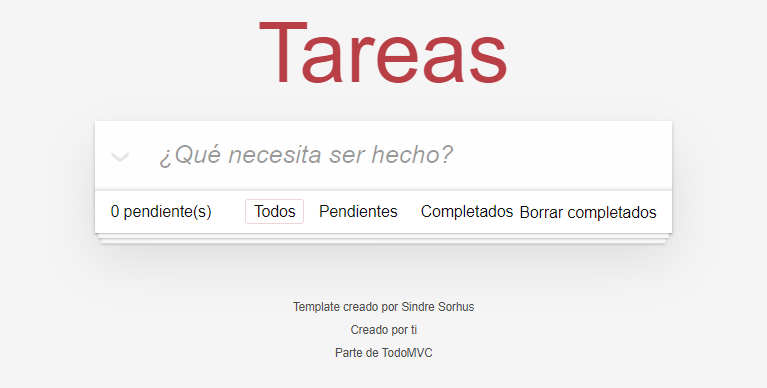 Tareas
¿Qué necesita ser hecho?
0 pendiente(s) Todos Pendientes Completados Borrar completados
Template creado por Sindre Sorhus
Creado por ti
Parte de TodoMVC